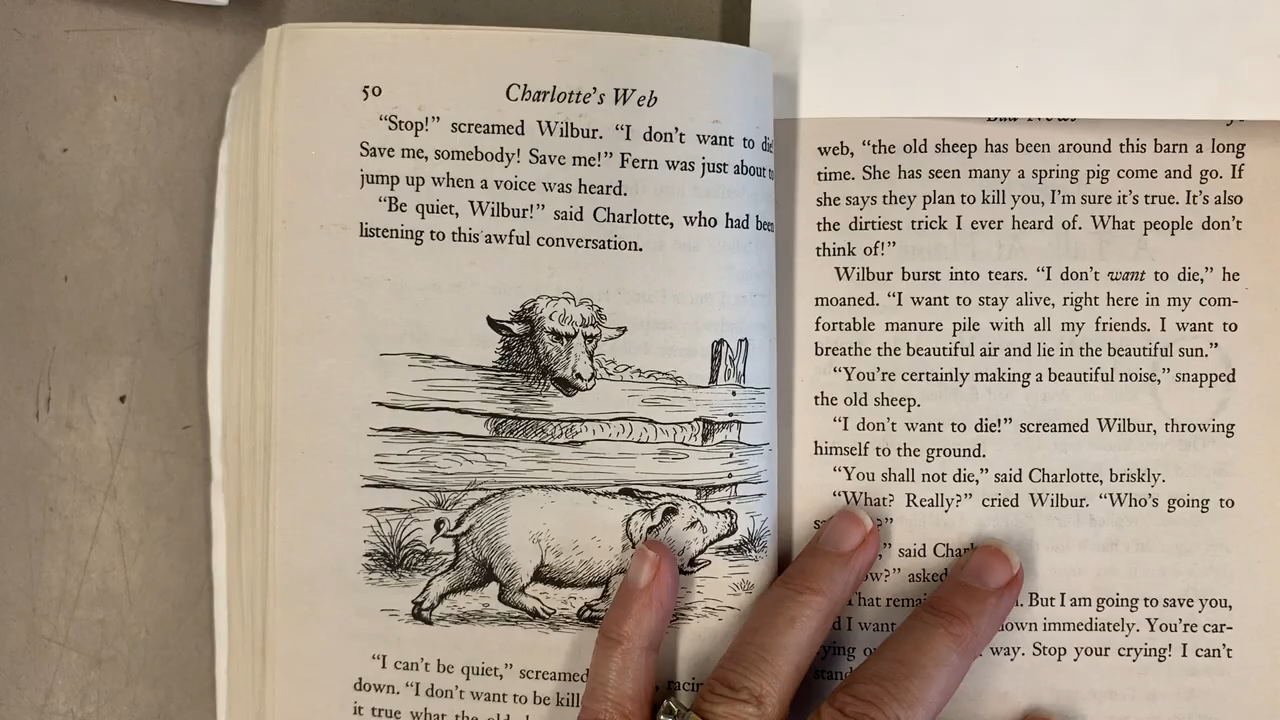 50
Charlotte's Web
"Stop!" screamed Wilbur. "I don't want to die
Save me, somebody! Save me!" Fern was just about
jump up when a voice was heard.
"Be quiet, Wilbur!" said Charlotte, who had been
listening to this awful conversation.
"I can't be quiet," screamed
down. "I don't want to be
it true what the
web, "the old sheep has been around this barn a long
time. She has seen many a spring pig come and go. If
she says they plan to kill you, I'm sure it's true. It's also
the dirtiest trick I ever heard of. What people don't
think of!"
Wilbur burst into tears. "I don't want to die," he
moaned. "I want to stay alive, right here in my com-
fortable manure pile with all my friends. I want to
breathe the beautiful air and lie in the beautiful sun."
"You're certainly making a beautiful noise," snapped
the old sheep.
"I don't want to die!" screamed Wilbur, throwing
himself to the ground.
"You shall not die," said Charlotte, briskly.
"What? Really?" cried Wilbur. "Who's going to
said
asked
That But I am going to save you,
I want immediately. You're car-
way. Stop your crying! I can't